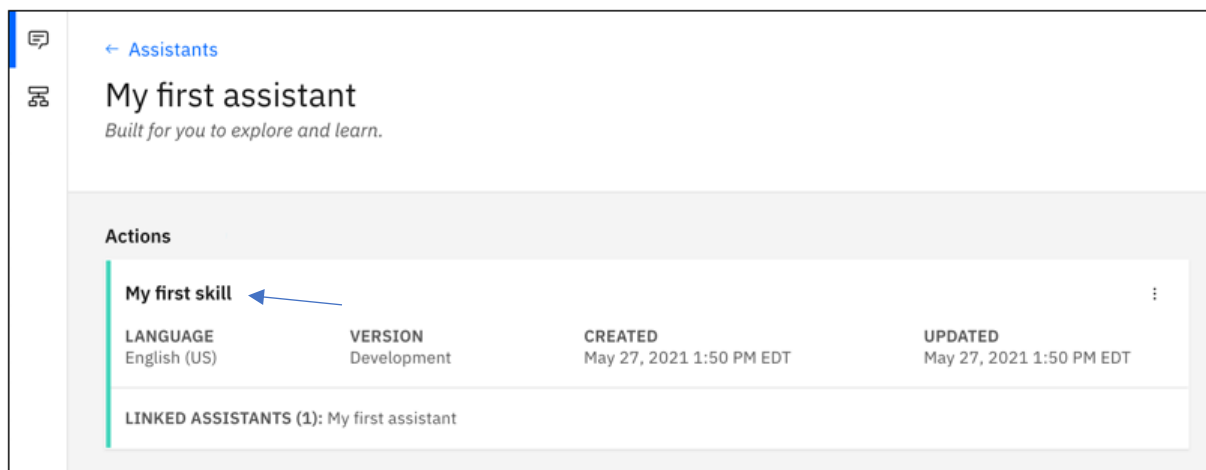 ← Assistants
My first assistant
Built for you to explore and learn.
Actions
My first skill
LANGUAGE VERSION CREATED UPDATED
English (US) Development May 27, 2021 1:50 PM EDT May 27, 2021 1:50 PM EDT
LINKED ASSISTANTS (1): My first assistant